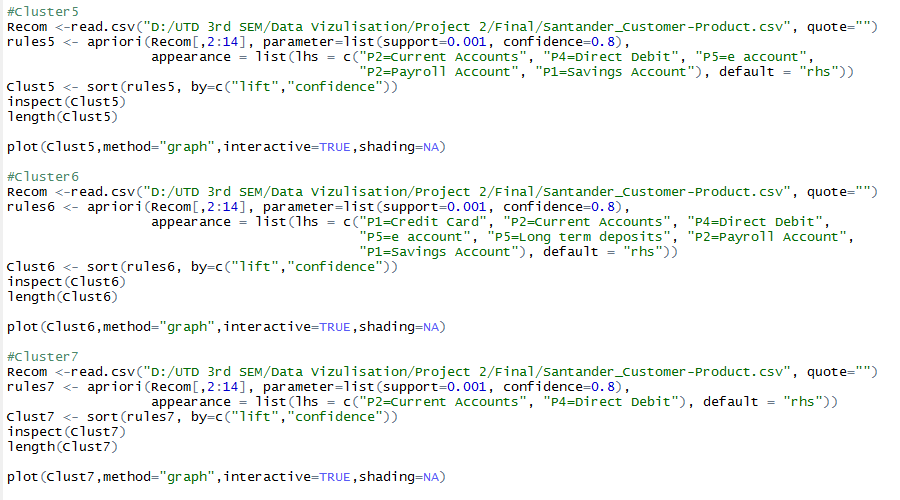 #Cluster5
Recom <-read.csv("D:/UTD 3rd SEM/Data Vizulisation/Project 2/Final/Santander_Customer-Product.csv", quote="")
rules5 <- apriori(Recom[,2:14], parameter=list(support=0.001, confidence=0.8),
appearance = list(lhs = c("P2=Current Accounts", "P4=Direct Debit", "P5=e account",
"P2=Payroll Account", "P1=Savings Account"), default = "rhs"))
Clust5 <- sort(rules5, by=c("lift","confidence"))
inspect(Clust5)
length(Clust5)
plot(Clust5,method="graph",interactive=TRUE,shading=NA)
#Cluster6
Recom <-read.csv("D:/UTD 3rd SEM/Data Vizulisation/Project 2/Final/Santander_Customer-Product.csv", quote="")
rules6 <- apriori(Recom[,2:14], parameter=list(support=0.001, confidence=0.8),
appearance = list(lhs = c("P1=Credit Card", "P2=Current Accounts", "P4=Direct Debit",
"P5=e account", "P5=Long term deposits", "P2=Payroll Account",
"P1=Savings Account"), default = "rhs"))
Clust6 <- sort(rules6, by=c("lift","confidence"))
inspect(Clust6)
length(Clust6)
plot(Clust6,method="graph",interactive=TRUE,shading=NA)
#Cluster7
Recom <-read.csv("D:/UTD 3rd SEM/Data Vizulisation/Project 2/Final/Santander_Customer-Product.csv", quote="")
rules7 <- apriori(Recom[,2:14], parameter=list(support=0.001, confidence=0.8),
appearance = list(lhs = c("P2=Current Accounts", "P4=Direct Debit"), default = "rhs"))
Clust7 <- sort(rules7, by=c("lift","confidence"))
inspect(Clust7)
length(Clust7)
plot(Clust7,method="graph",interactive=TRUE,shading=NA)